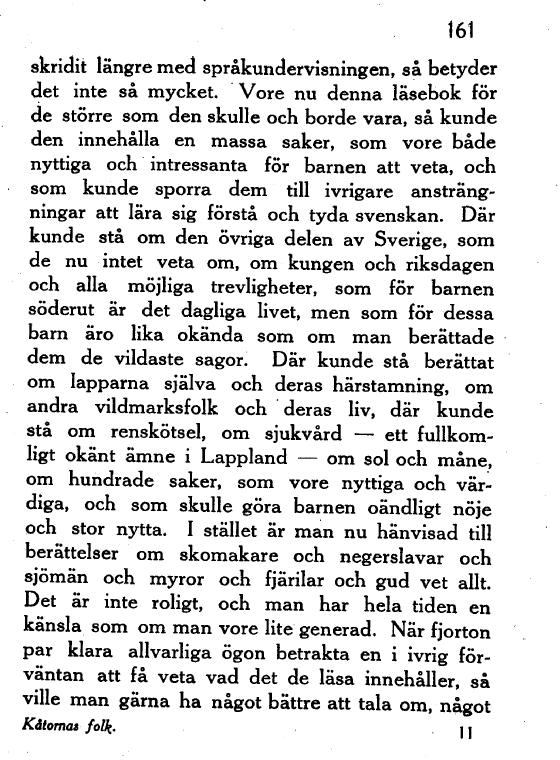 161
skridit längre med språkundervisningen, så betyder
det inte så mycket. Vore nu denna läsebok för
de större som den skulle och borde vara, så kunde
den innehålla en massa saker, som vore både
nyttiga och intressanta för barnen att veta, och
som kunde sporra dem till ivrigare ansträng-
ningar att lära sig förstå och tyda svenskan. Där
kunde stå om den övriga delen av Sverige, som
de nu intet veta om, om kungen och riksdagen
och alla möjliga trevligheter, som för barnen
söderut är det dagliga livet, men som för dessa
barn äro lika okända som om man berättade
dem de vildaste sagor. Där kunde stå berättat
om lapparna själva och deras härstamning, om
andra vildmarksfolk och deras liv, där kunde
stå om renskötsel, om sjukvård — ett fullkom-
ligt okänt ämne i Lappland — om sol och måne,
om hundrade saker, som vore nyttiga och vär-
diga, och som skulle göra barnen oändligt nöje
och stor nytta. I stället är man nu hänvisad till
berättelser om skomakare och negerslavar och
sjömän och myror och fjärilar och gud vet allt.
Det är inte roligt, och man har hela tiden en
känsla som om man vore lite generad. När fjorton
par klara allvarliga ögon betrakta en i ivrig för-
väntan att få veta vad det de läsa innehåller, så
ville man gärna ha något bättre att tala om, något
Kåtornas folk. 11